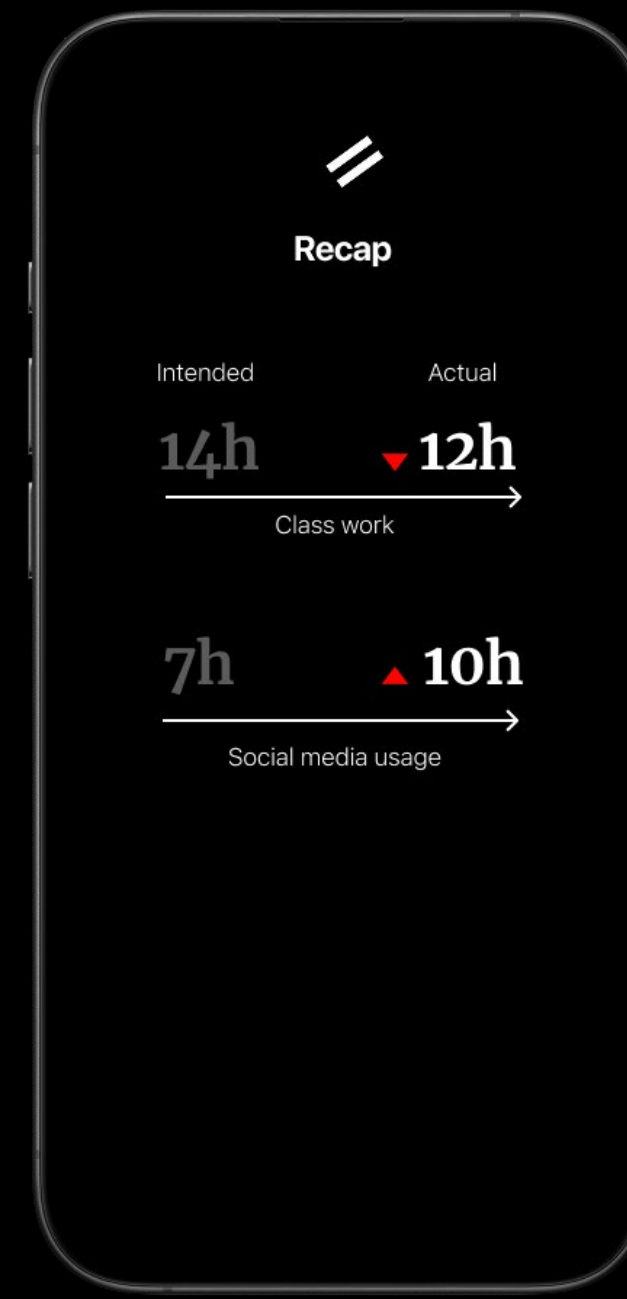 Recap
Intended Actual
14h 12h
Class work
7h 10h
Social media usage